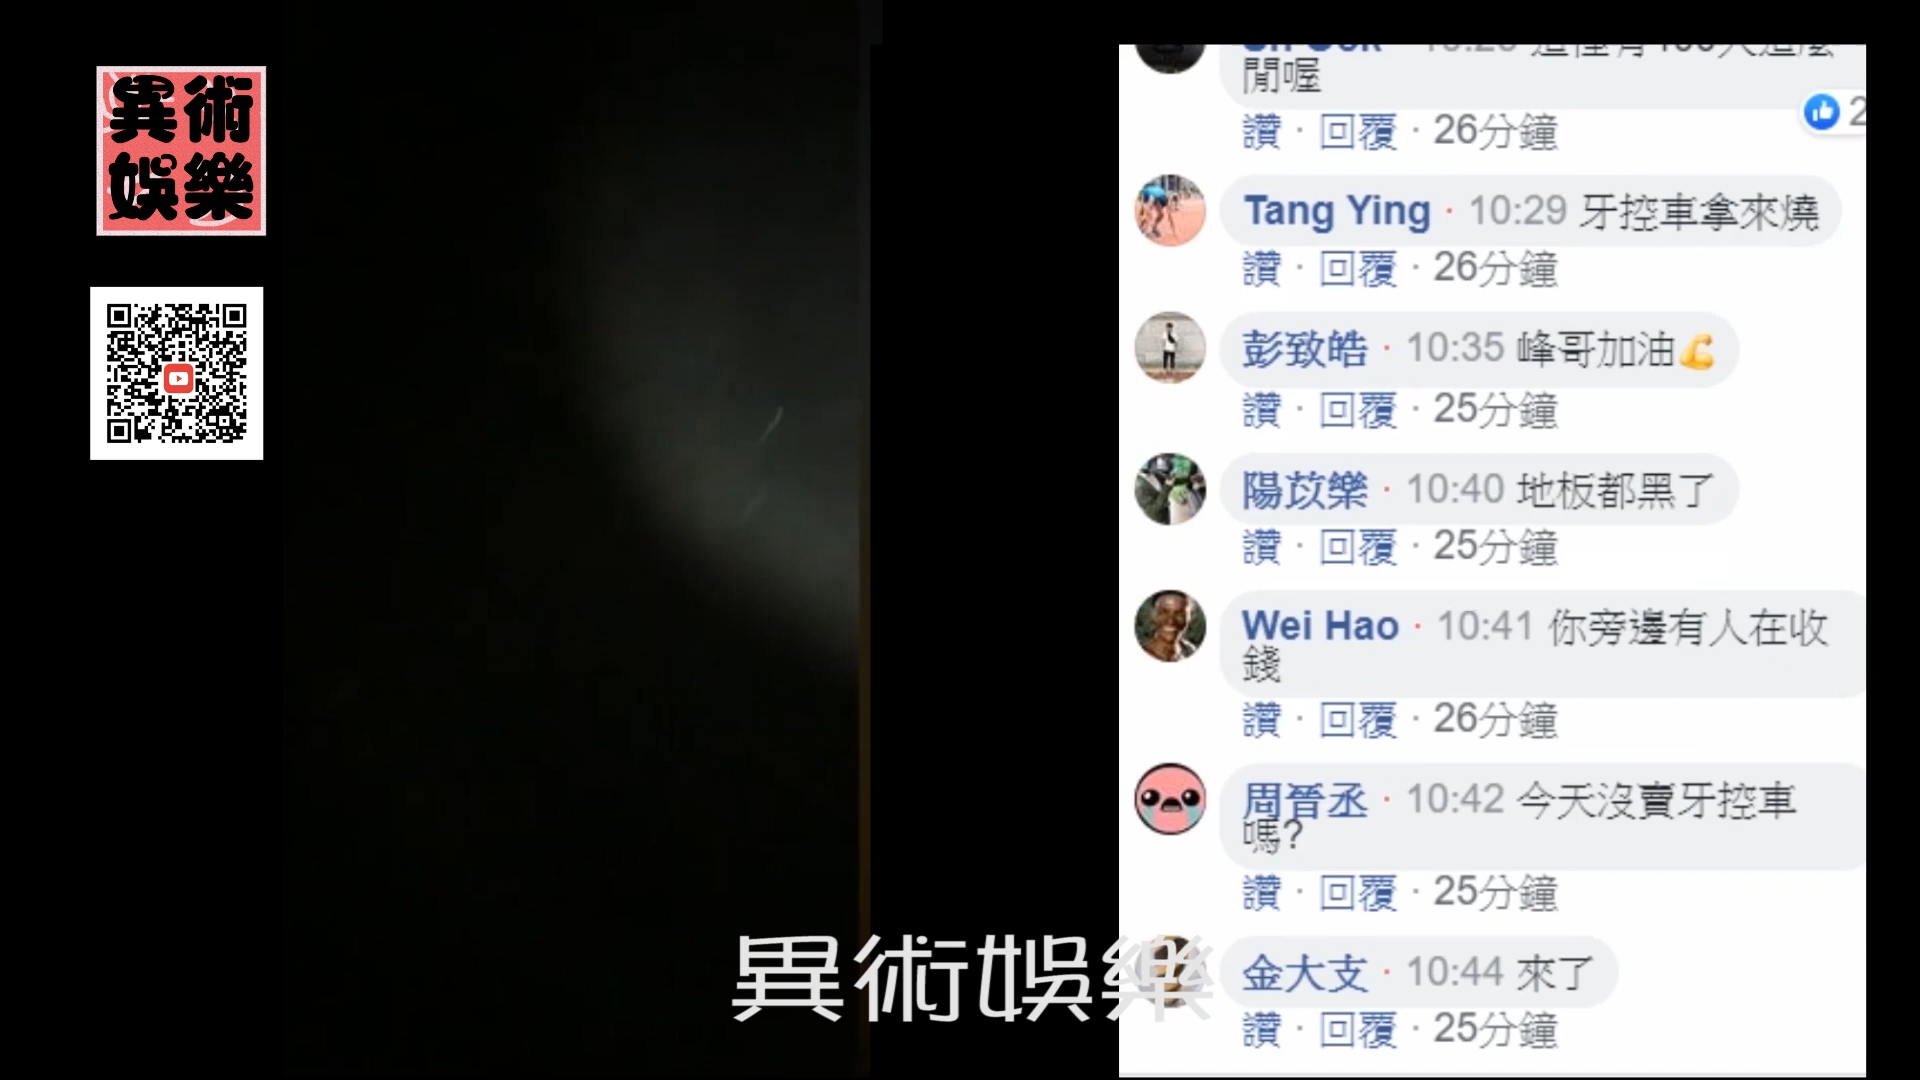 異術
娛樂
閒喔
讚 · 回覆 · 26分鐘
2
Tang Ying · 10:29 牙控車拿來燒
讚 · 回覆 · 26分鐘
彭致皓 · 10:35 峰哥加油💪
讚 · 回覆 · 25分鐘
陽苡樂 · 10:40 地板都黑了
讚 · 回覆 · 25分鐘
Wei Hao · 10:41 你旁邊有人在收
錢
讚 · 回覆 · 26分鐘
周晉丞 · 10:42 今天沒賣牙控車
嗎?
讚 · 回覆 · 25分鐘
金大支 · 10:44 來了
讚 · 回覆 · 25分鐘
異術娛樂